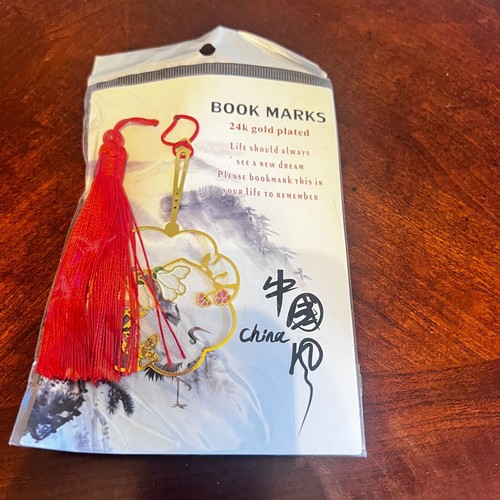 BOOK MARKS
24k gold plated
Life should always
see a new dream
Please bookmark this in
your life to remember
中
国
China